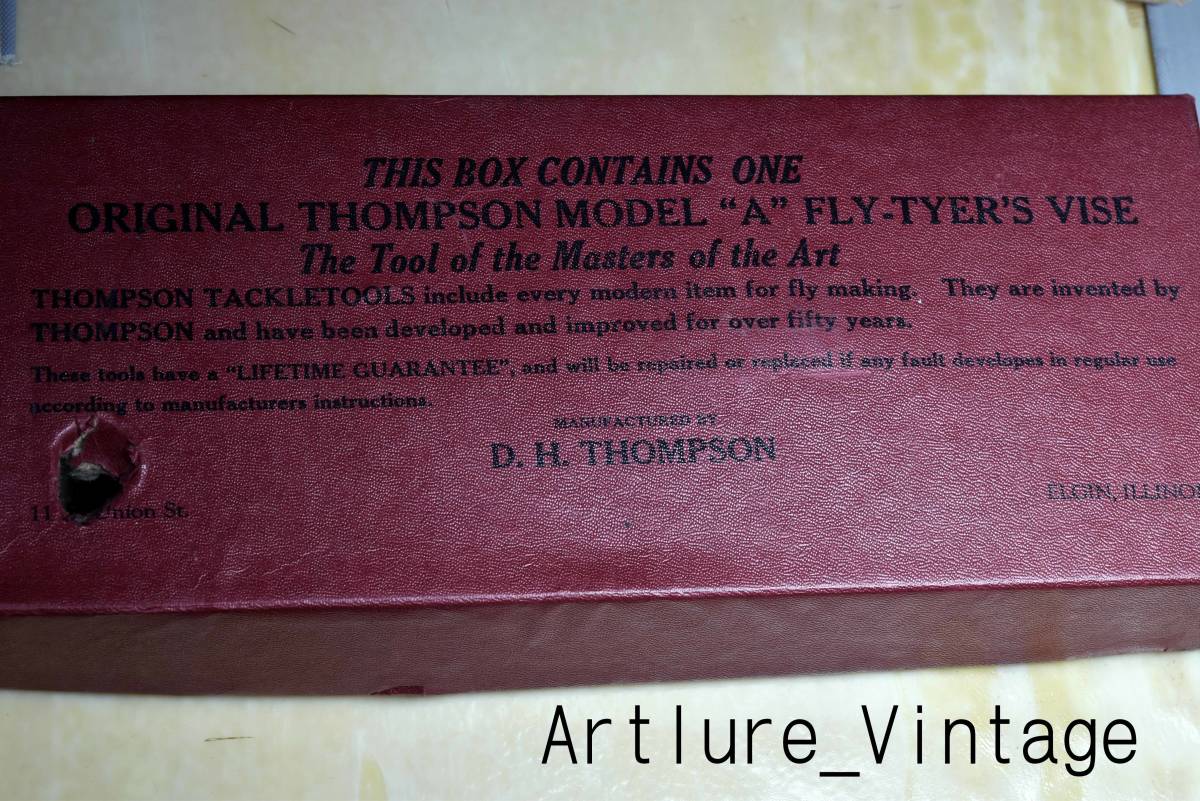 THIS BOX CONTAINS ONE
ORIGINAL THOMPSON MODEL "A" FLY-TYER'S VISE
The Tool of the Masters of the Art
THOMPSON TACKLETOOLS include every modern item for fly making. They are invented by
THOMPSON and have been developed and improved for over fifty years.
These tools have a "LIFETIME GUARANTEE", and will be repaired or replaced if any fault developes in regular use
according to manufacturers instructions.
MANUFACTURED BY
D. H. THOMPSON
11 Union St.
ELGIN, ILLINOI
Artlure_Vintage